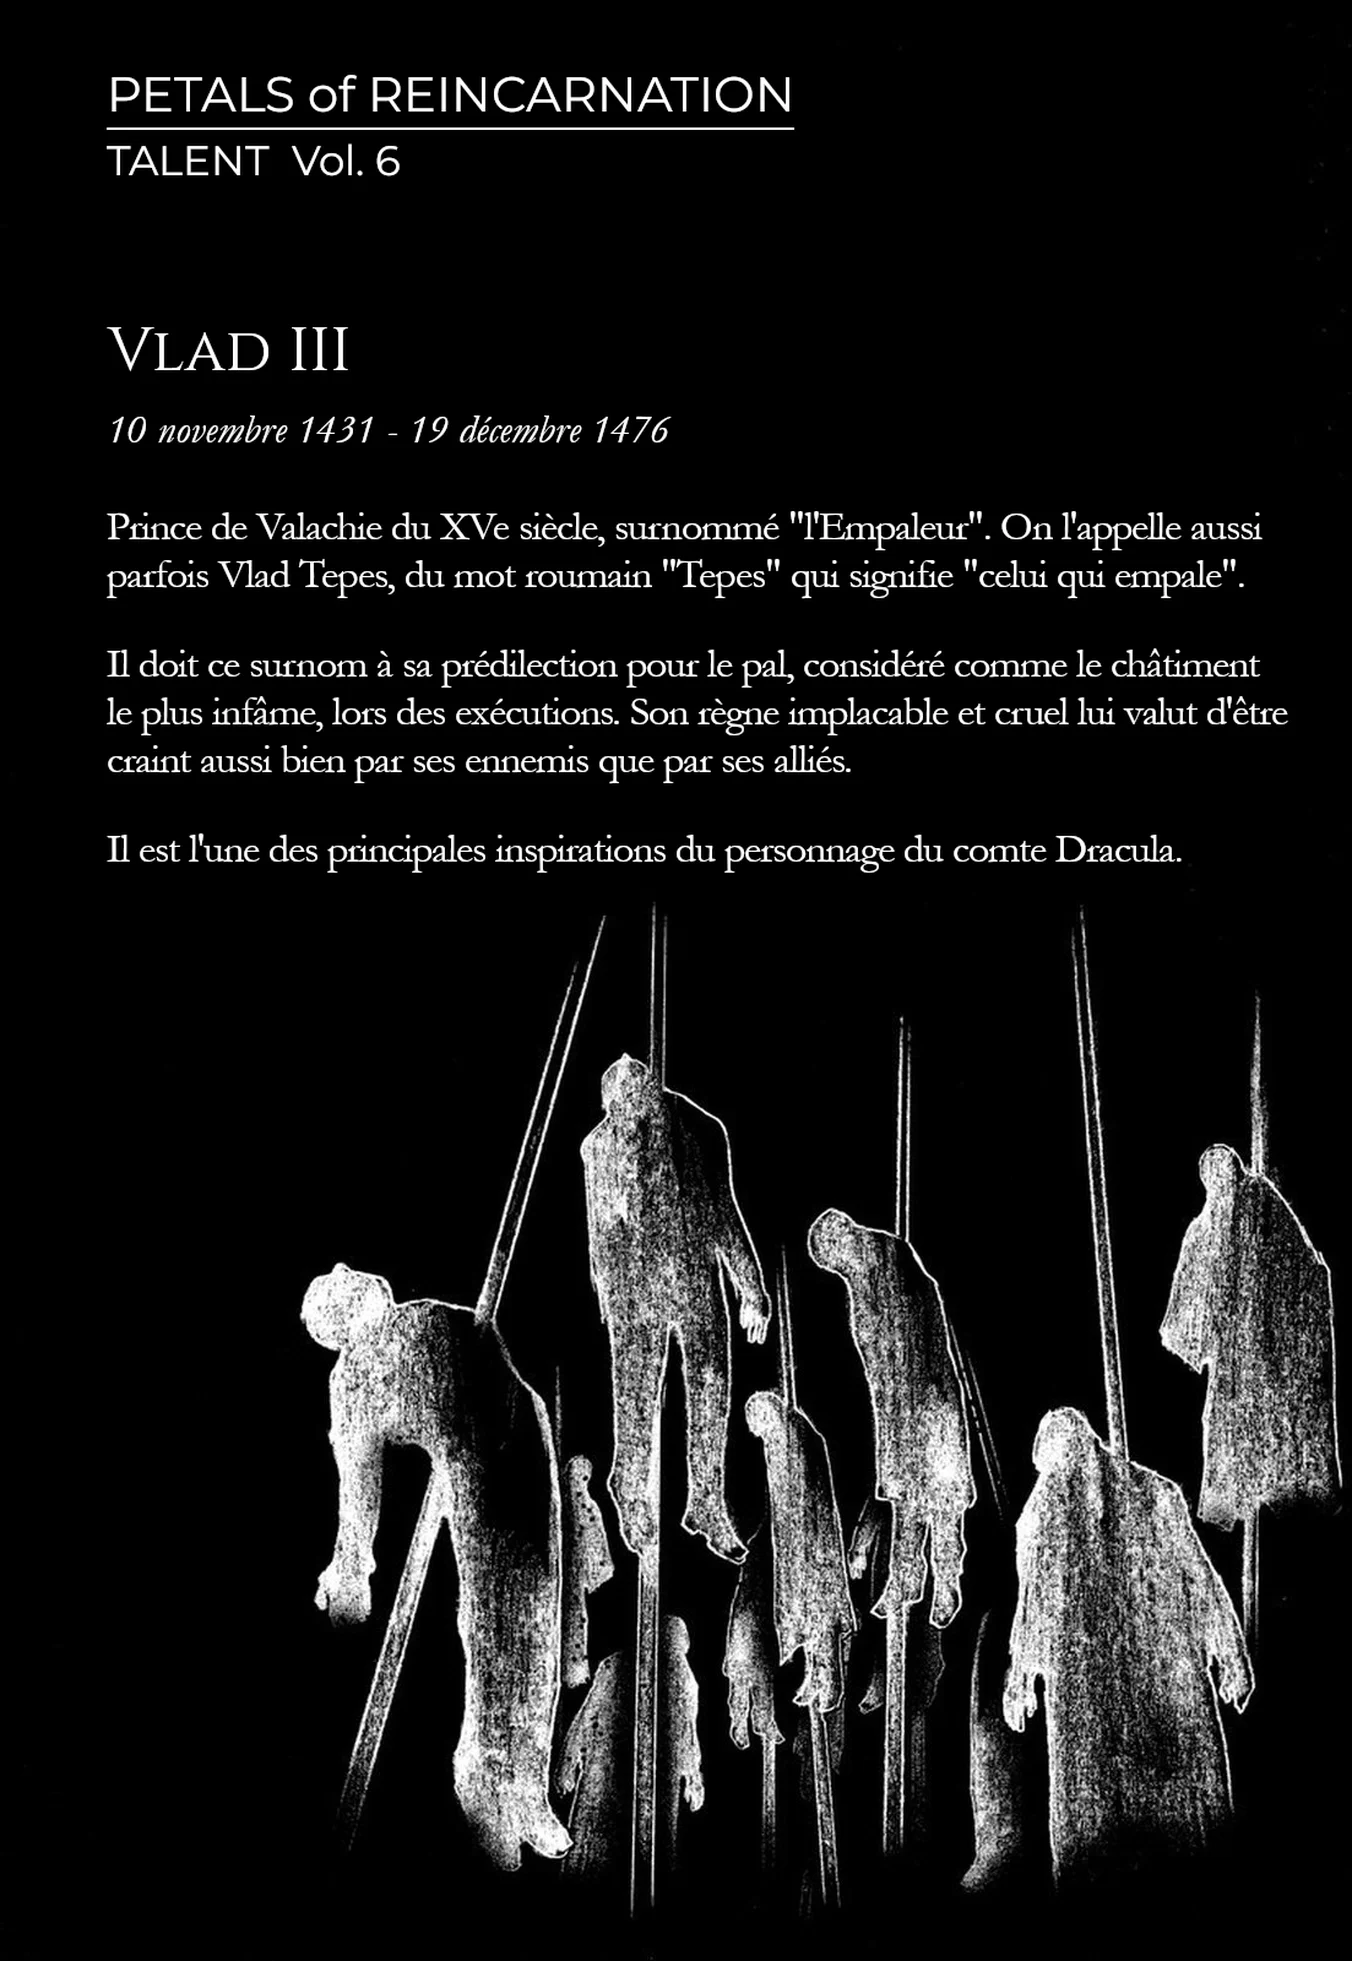 PETALS of REINCARNATION
TALENT Vol. 6
VLAD III
10 novembre 1431 - 19 décembre 1476
Prince de Valachie du XVe siècle, surnommé "l'Empaleur". On l'appelle aussi
parfois Vlad Tepes, du mot roumain "Tepes" qui signifie "celui qui empale".
Il doit ce surnom à sa prédilection pour le pal, considéré comme le châtiment
le plus infâme, lors des exécutions. Son règne implacable et cruel lui valut d'être
craint aussi bien par ses ennemis que par ses alliés.
Il est l'une des principales inspirations du personnage du comte Dracula.